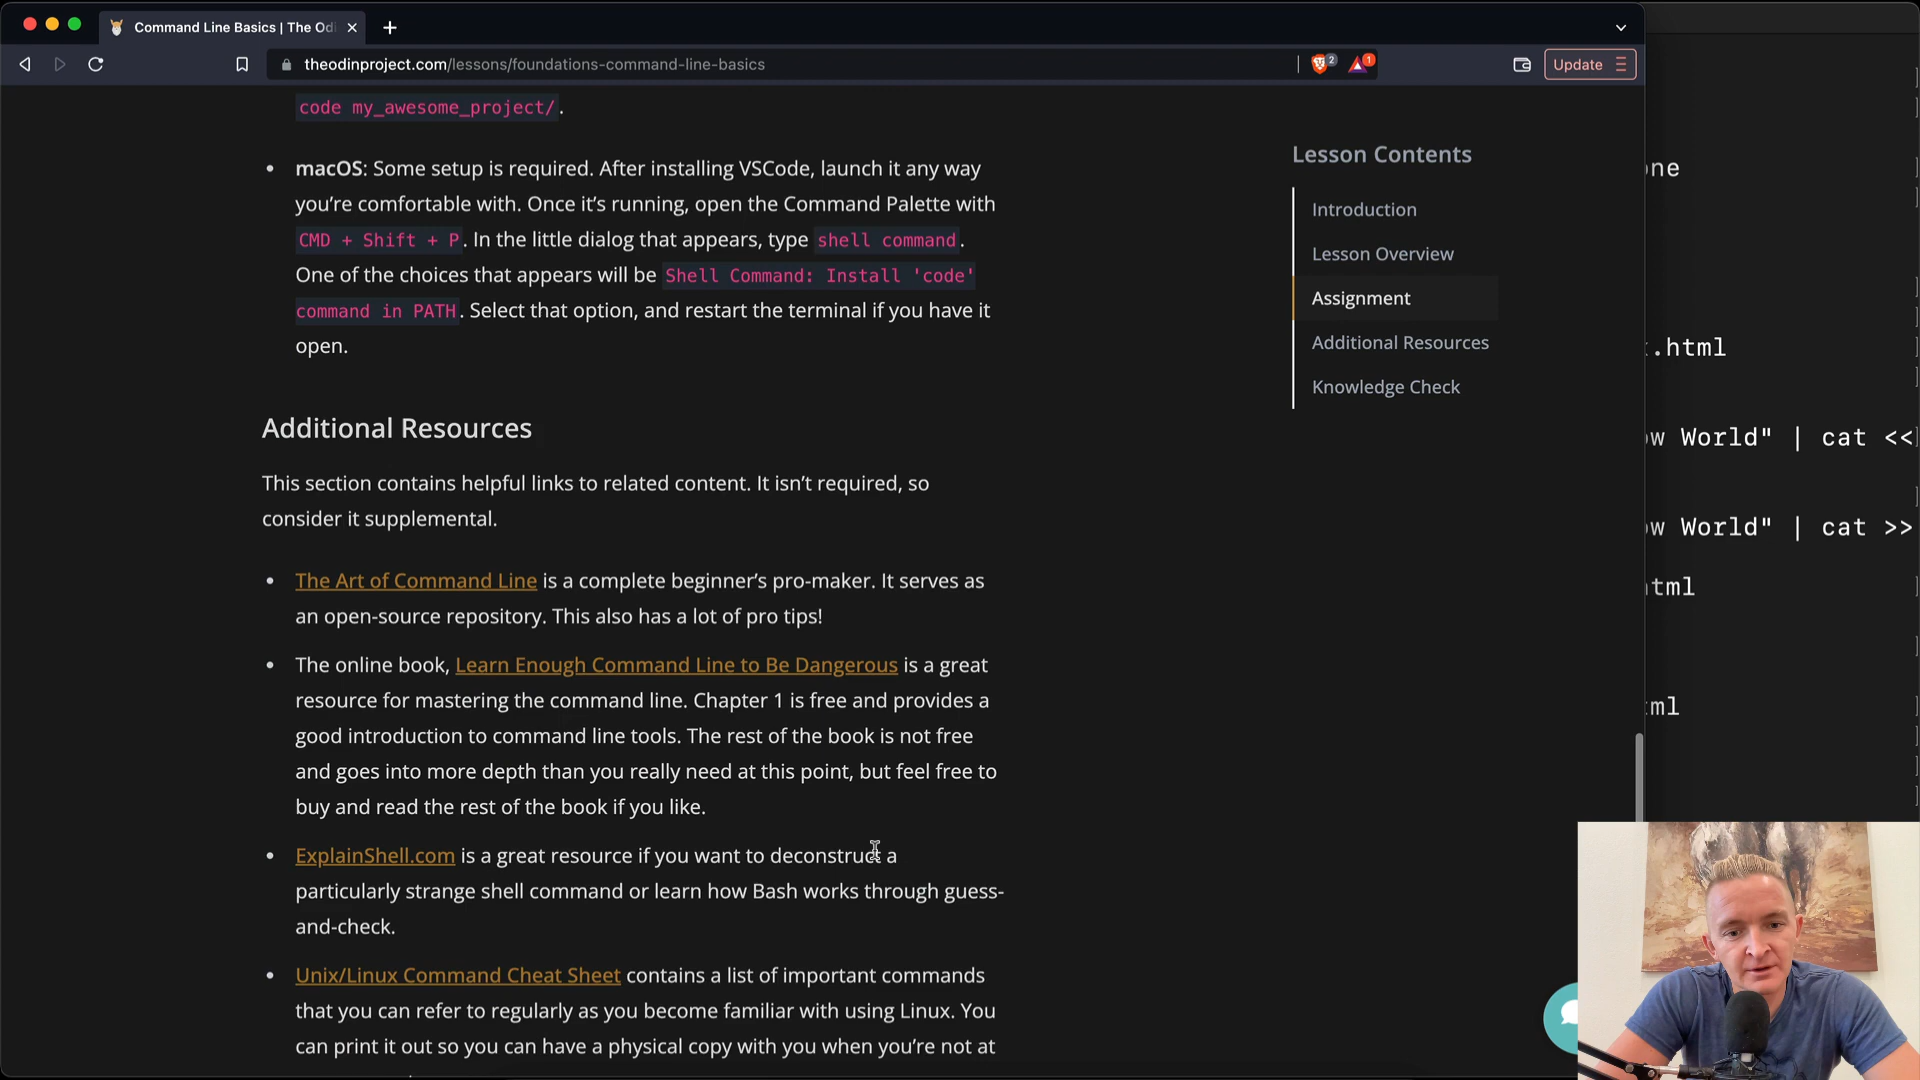 Command Line Basics | The Odi
theodinproject.com/lessons/foundations-command-line-basics
2
1
Update
code my_awesome_project/.
macOS: Some setup is required. After installing VSCode, launch it any way
you’re comfortable with. Once it’s running, open the Command Palette with
CMD + Shift + P. In the little dialog that appears, type shell command.
One of the choices that appears will be Shell Command: Install 'code'
command in PATH. Select that option, and restart the terminal if you have it
open.
Additional Resources
This section contains helpful links to related content. It isn’t required, so
consider it supplemental.
The Art of Command Line is a complete beginner’s pro-maker. It serves as
an open-source repository. This also has a lot of pro tips!
The online book, Learn Enough Command Line to Be Dangerous is a great
resource for mastering the command line. Chapter 1 is free and provides a
good introduction to command line tools. The rest of the book is not free
and goes into more depth than you really need at this point, but feel free to
buy and read the rest of the book if you like.
ExplainShell.com is a great resource if you want to deconstruct a
particularly strange shell command or learn how Bash works through guess-
and-check.
Unix/Linux Command Cheat Sheet contains a list of important commands
that you can refer to regularly as you become familiar with using Linux. You
can print it out so you can have a physical copy with you when you’re not at
Lesson Contents
Introduction
Lesson Overview
Assignment
Additional Resources
Knowledge Check
one
.html
ow World" | cat <<
ow World" | cat >>
html
ml